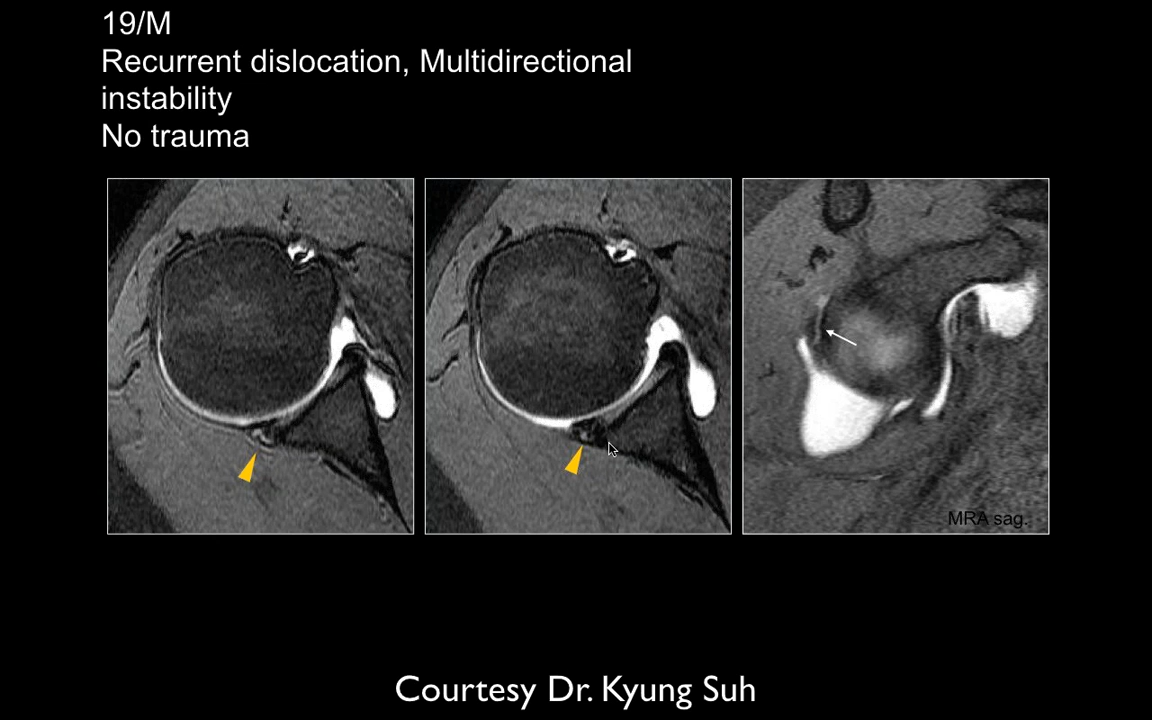 19/M
Recurrent dislocation, Multidirectional
instability
No trauma
MRA sag.
Courtesy Dr. Kyung Suh